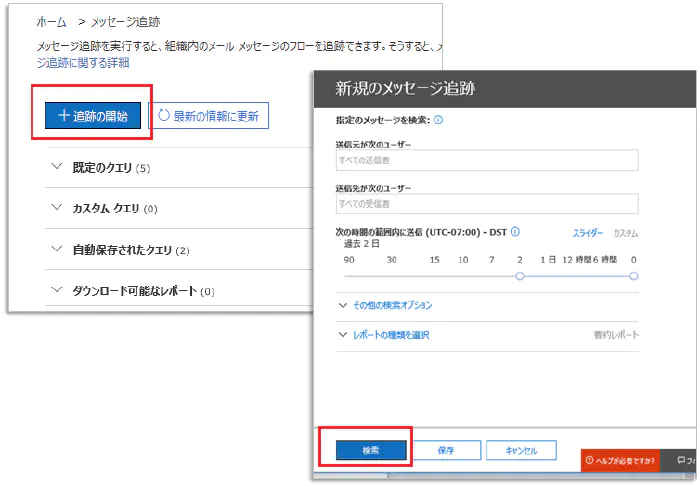 ホーム > メッセージ追跡
メッセージ追跡を実行すると、組織内のメール メッセージのフローを追跡できます。そうすると、メ
ジ追跡に関する詳細
追跡の開始
最新の情報に更新
既定のクエリ (5)
カスタム クエリ (0)
自動保存されたクエリ (2)
ダウンロード可能なレポート (0)
新規のメッセージ追跡
指定のメッセージを検索:
送信元が次のユーザー
すべての送信者
送信先が次のユーザー
すべての受信者
次の時間の範囲内に送信 (UTC-07:00) - DST
スライダー カスタム
過去 2 日
90 30 15 10 7 2 1 日 12 時間 6 時間 0
その他の検索オプション
レポートの種類を選択 要約レポート
検索 保存 キャンセル
ヘルプが必要ですか? フィ